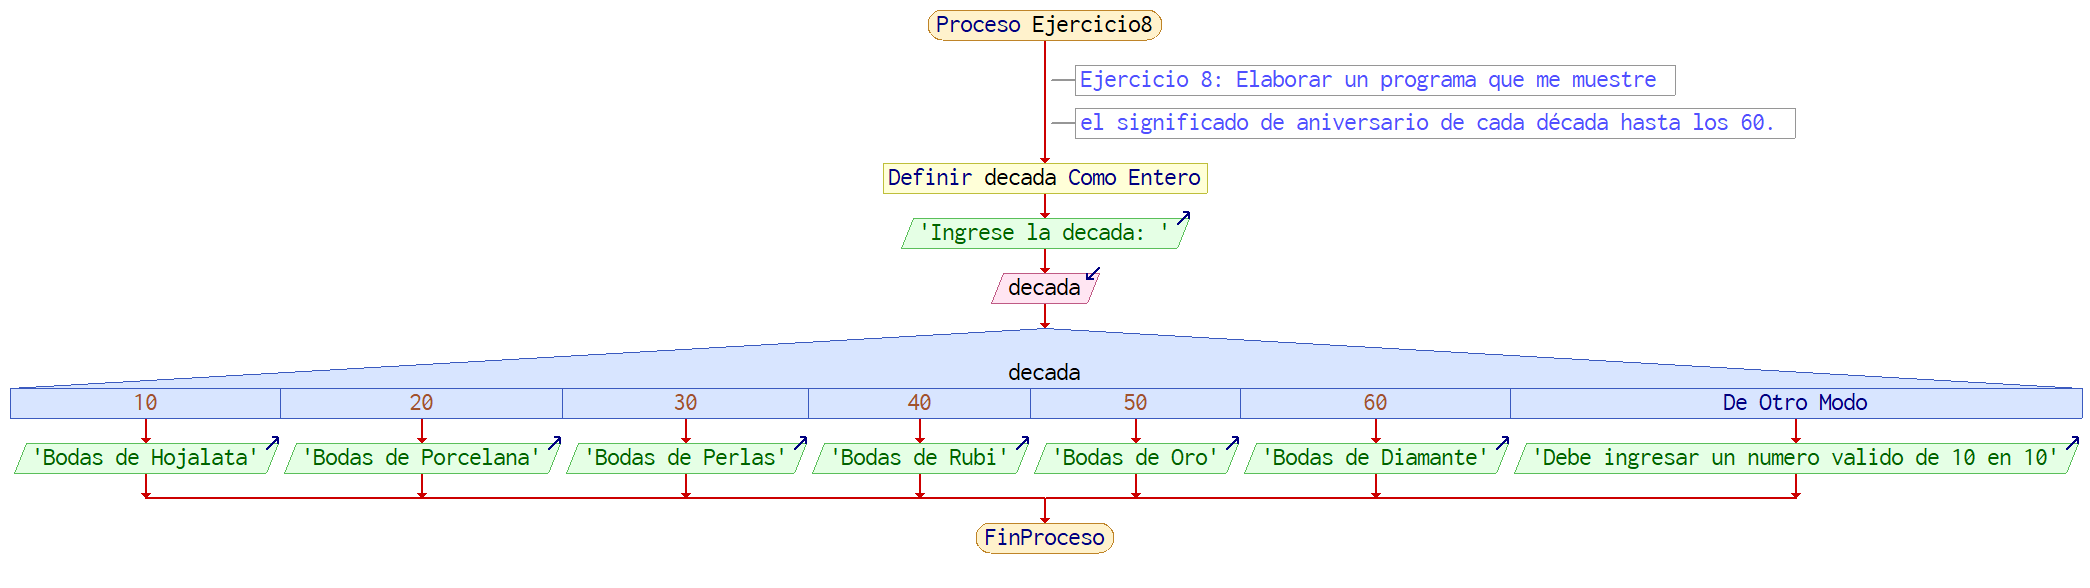 Proceso Ejercicio8
Ejercicio 8: Elaborar un programa que me muestre
el significado de aniversario de cada década hasta los 60.
Definir decada Como Entero
'Ingrese la decada: '
decada
decada
10 20 30 40 50 60 De Otro Modo
'Bodas de Hojalata' 'Bodas de Porcelana' 'Bodas de Perlas' 'Bodas de Rubi' 'Bodas de Oro' 'Bodas de Diamante' 'Debe ingresar un numero valido de 10 en 10'
FinProceso